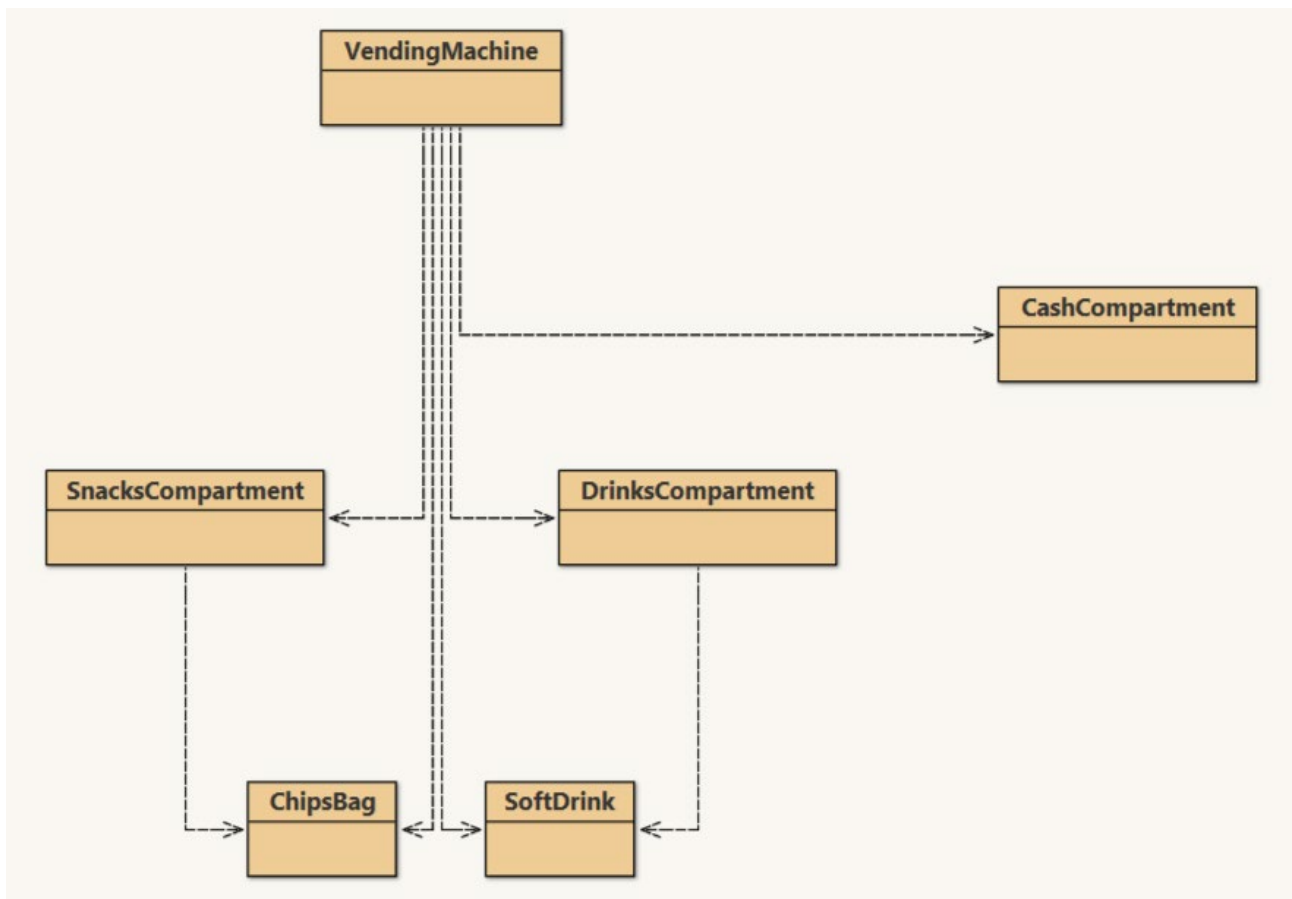 VendingMachine
CashCompartment
SnacksCompartment
DrinksCompartment
ChipsBag
SoftDrink